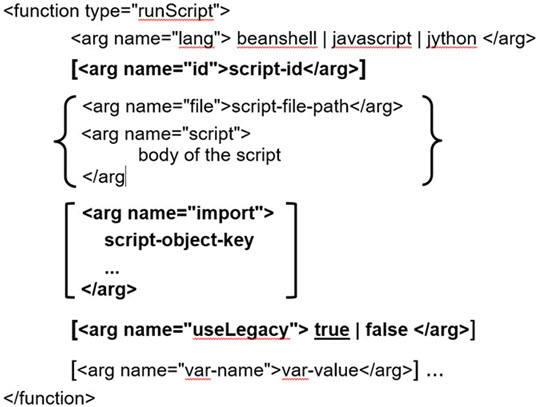 <function type="runScript">
<arg name="lang"> beanshell | javascript | jython </arg>
[<arg name="id">script-id</arg>]
<arg name="file">script-file-path</arg>
<arg name="script">
body of the script
</arg
<arg name="import">
script-object-key
...
</arg>
[<arg name="useLegacy"> true | false </arg>]
[<arg name="var-name">var-value</arg>] ...
</function>